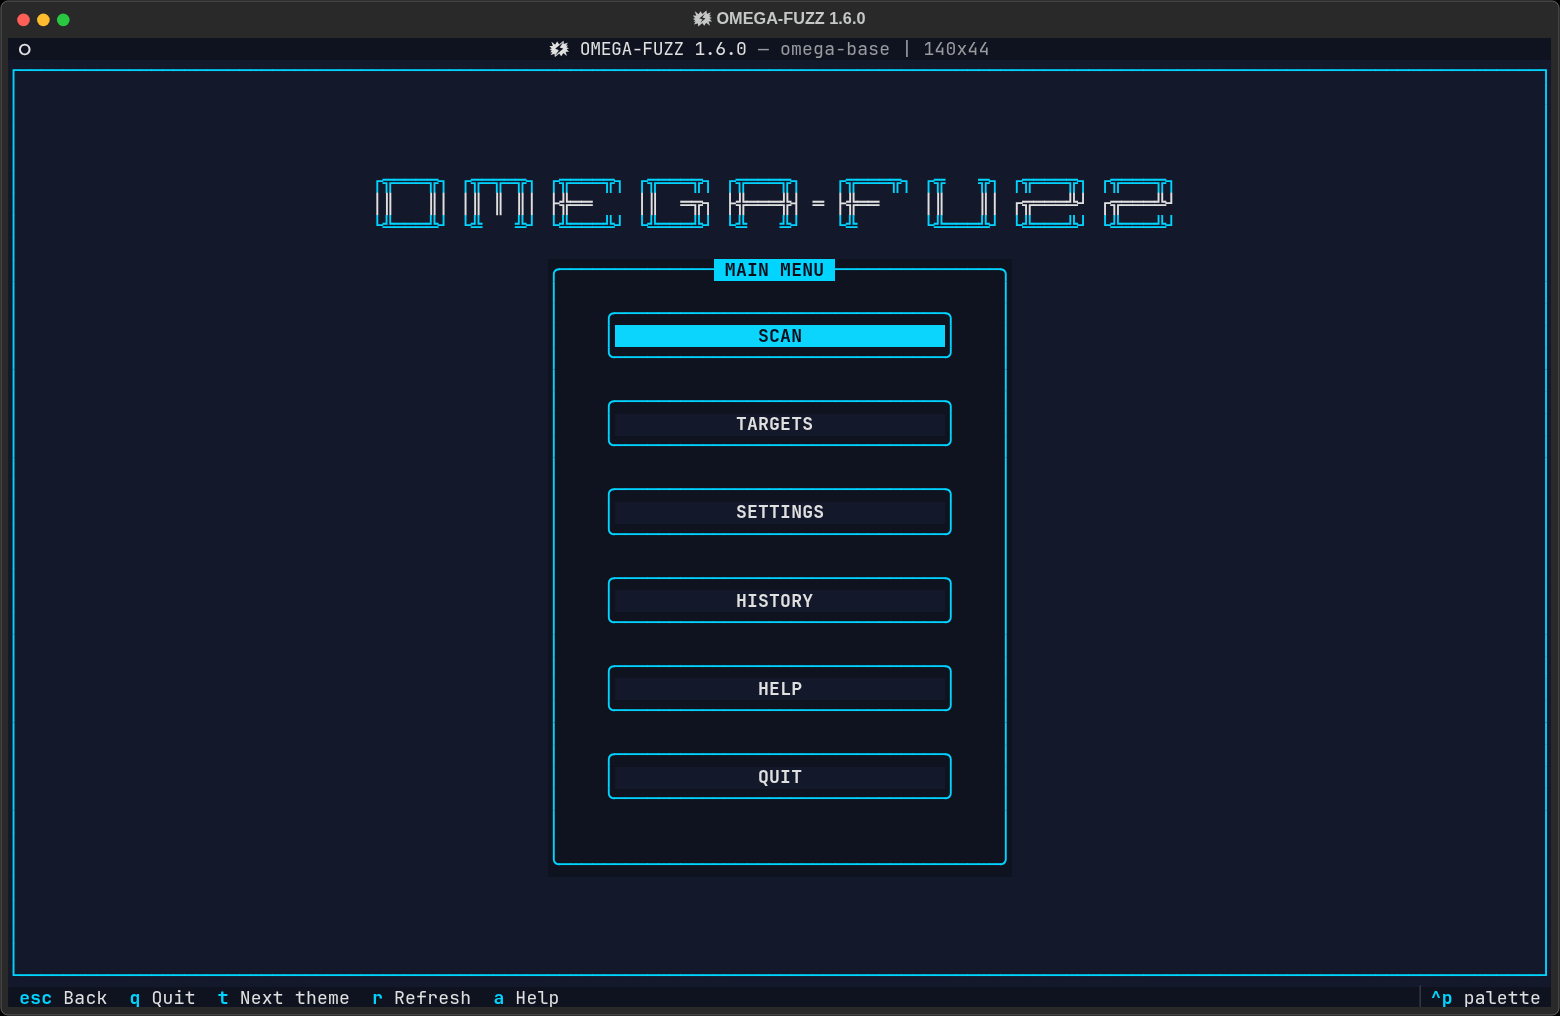 OMEGA-FUZZ 1.6.0
OMEGA-FUZZ 1.6.0 — omega-base | 140x44
OMEGA-FUZZ
MAIN MENU
SCAN
TARGETS
SETTINGS
HISTORY
HELP
QUIT
esc Back q Quit t Next theme r Refresh a Help ^p palette